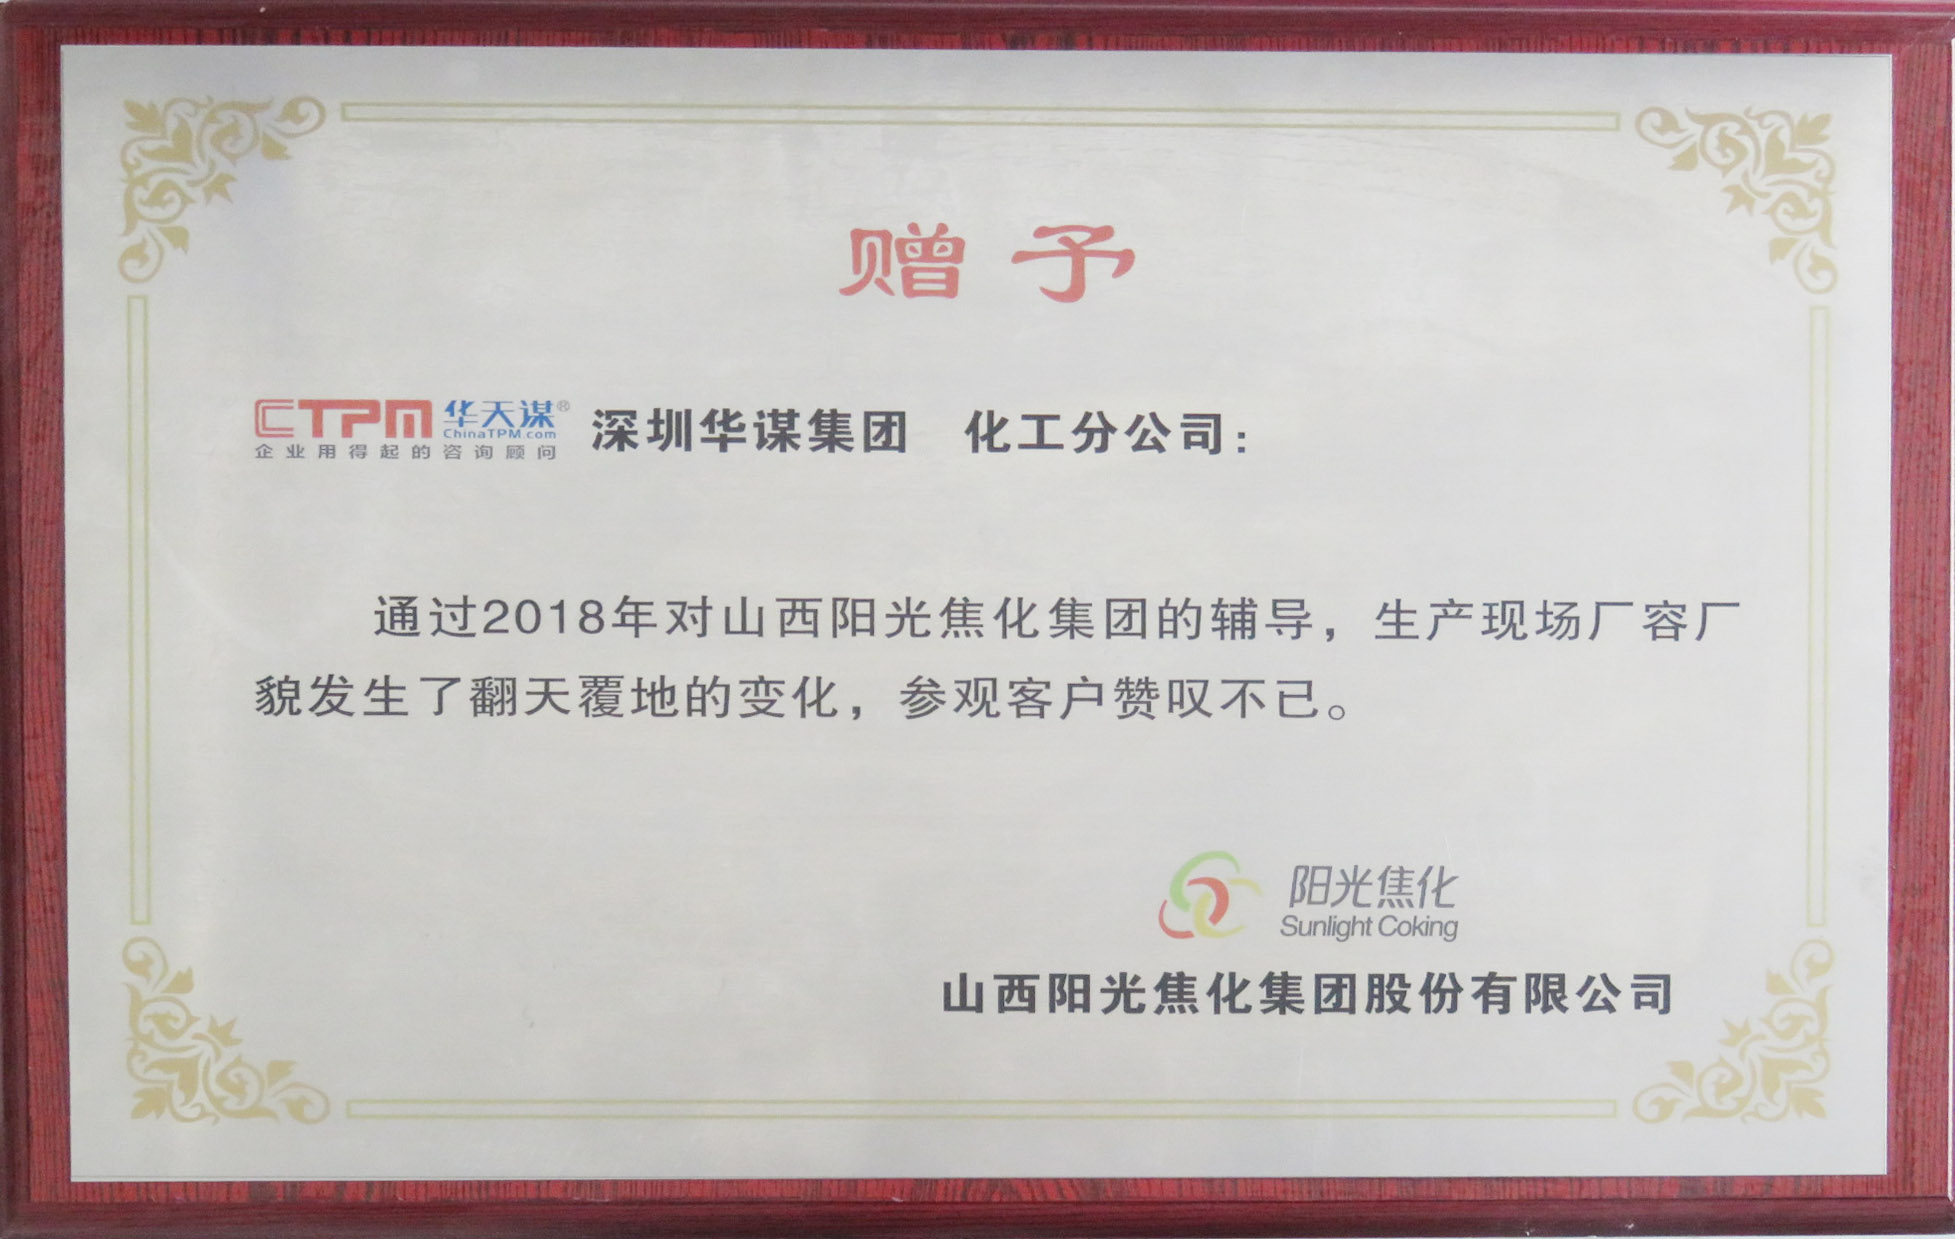 赠予
CTPM 华天谋® 深圳华谋集团 化工分公司：
ChinaTPM.com
企业用得起的咨询顾问
通过2018年对山西阳光焦化集团的辅导，生产现场厂容厂
貌发生了翻天覆地的变化，参观客户赞叹不已。
阳光焦化
Sunlight Coking
山西阳光焦化集团股份有限公司